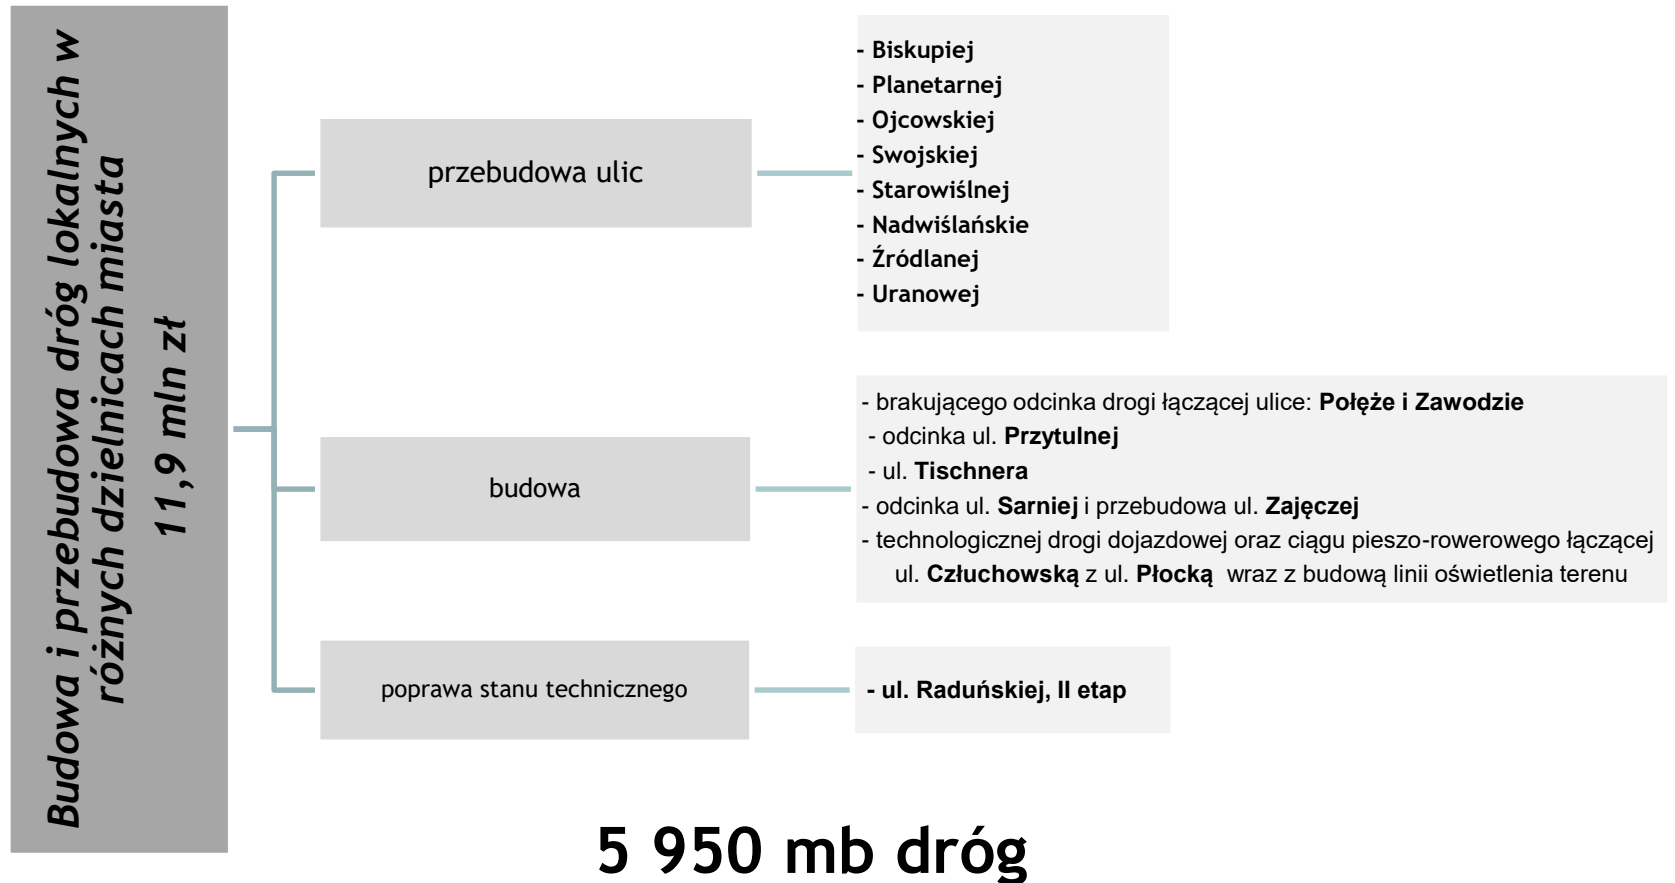 Budowa i przebudowa dróg lokalnych w
różnych dzielnicach miasta
11,9 mln zł
przebudowa ulic
- Biskupiej
- Planetarnej
- Ojcowskiej
- Swojskiej
- Starowiślnej
- Nadwiślańskie
- Źródlanej
- Uranowej
budowa
- brakującego odcinka drogi łączącej ulice: Połęże i Zawodzie
- odcinka ul. Przytulnej
- ul. Tischnera
- odcinka ul. Sarniej i przebudowa ul. Zajęczej
- technologicznej drogi dojazdowej oraz ciągu pieszo-rowerowego łączącej
ul. Człuchowską z ul. Płocką wraz z budową linii oświetlenia terenu
poprawa stanu technicznego
- ul. Raduńskiej, II etap
5 950 mb dróg